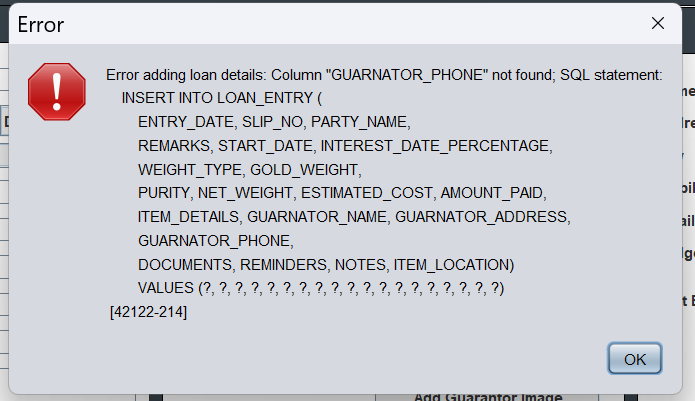 Error
Error adding loan details: Column "GUARNATOR_PHONE" not found; SQL statement:
INSERT INTO LOAN_ENTRY (
ENTRY_DATE, SLIP_NO, PARTY_NAME,
REMARKS, START_DATE, INTEREST_DATE_PERCENTAGE,
WEIGHT_TYPE, GOLD_WEIGHT,
PURITY, NET_WEIGHT, ESTIMATED_COST, AMOUNT_PAID,
ITEM_DETAILS, GUARNATOR_NAME, GUARNATOR_ADDRESS,
GUARNATOR_PHONE,
DOCUMENTS, REMINDERS, NOTES, ITEM_LOCATION)
VALUES (?, ?, ?, ?, ?, ?, ?, ?, ?, ?, ?, ?, ?, ?, ?, ?, ?, ?, ?)
[42122-214]
OK
Add Guarantor Image